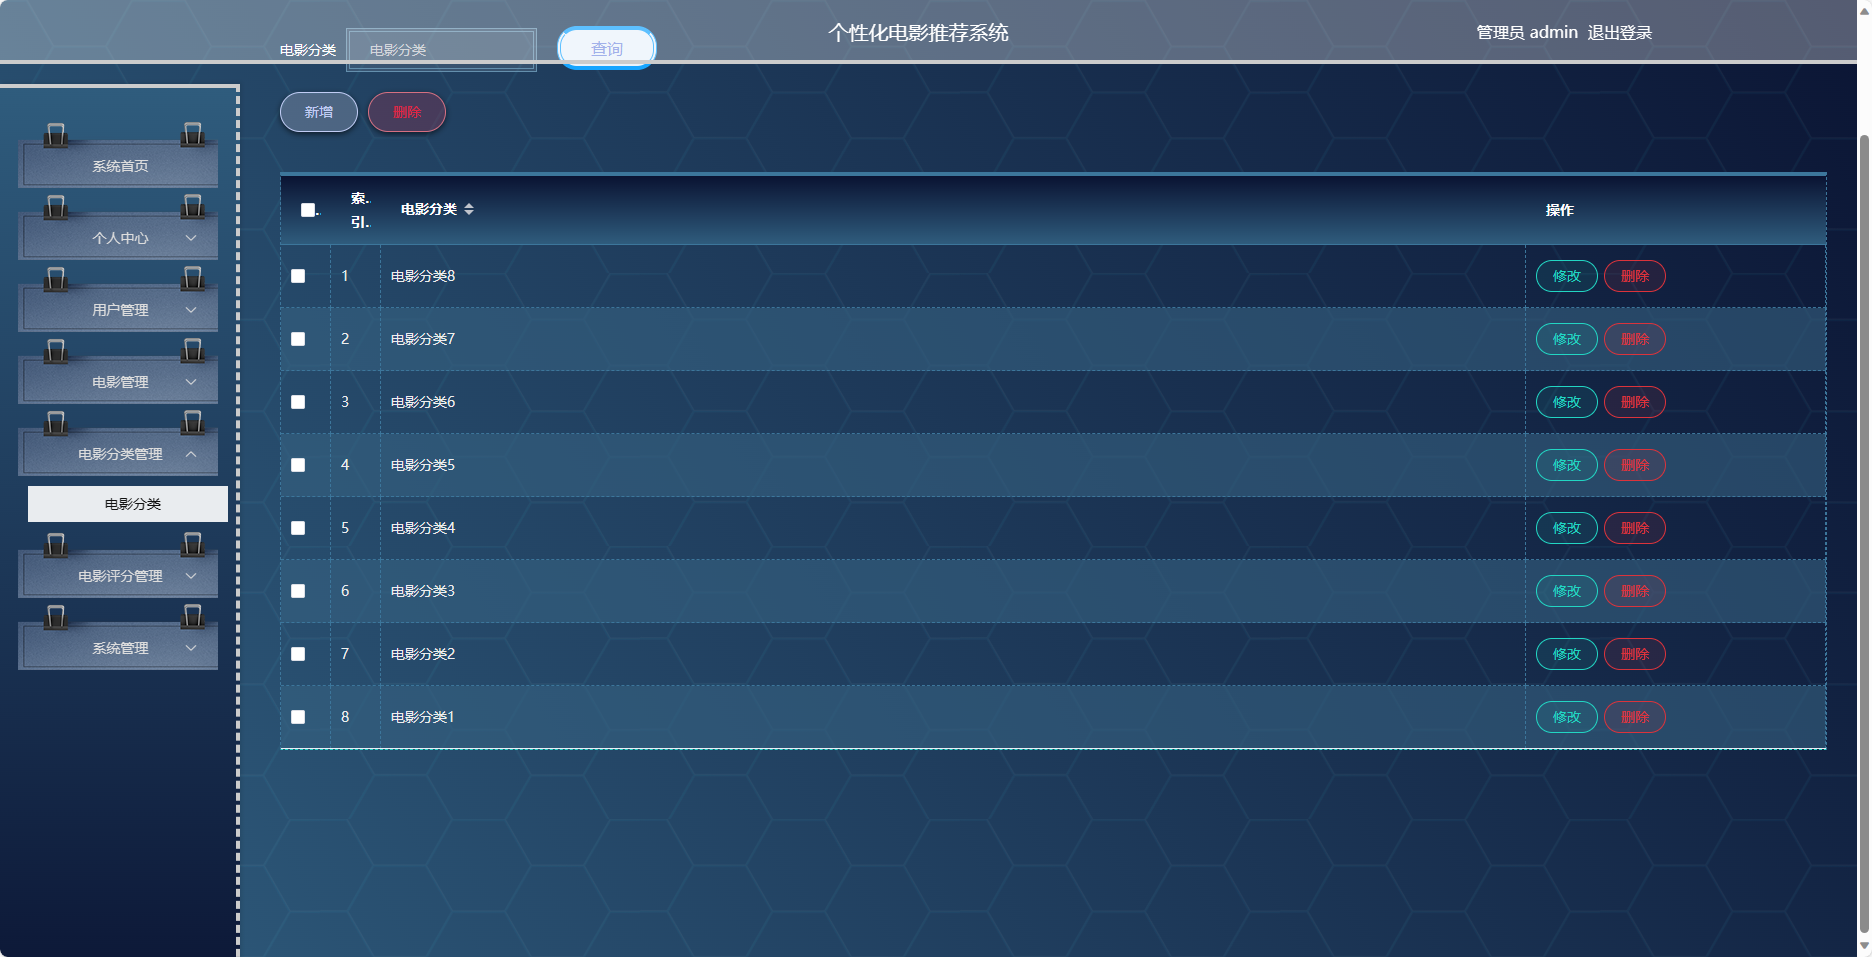 个性化电影推荐系统
管理员 admin 退出登录
电影分类 电影分类 查询
新增 删除
系统首页
个人中心
用户管理
电影管理
电影分类管理
电影分类
电影评分管理
系统管理
索.. 电影分类 操作
引..
1 电影分类8 修改 删除
2 电影分类7 修改 删除
3 电影分类6 修改 删除
4 电影分类5 修改 删除
5 电影分类4 修改 删除
6 电影分类3 修改 删除
7 电影分类2 修改 删除
8 电影分类1 修改 删除